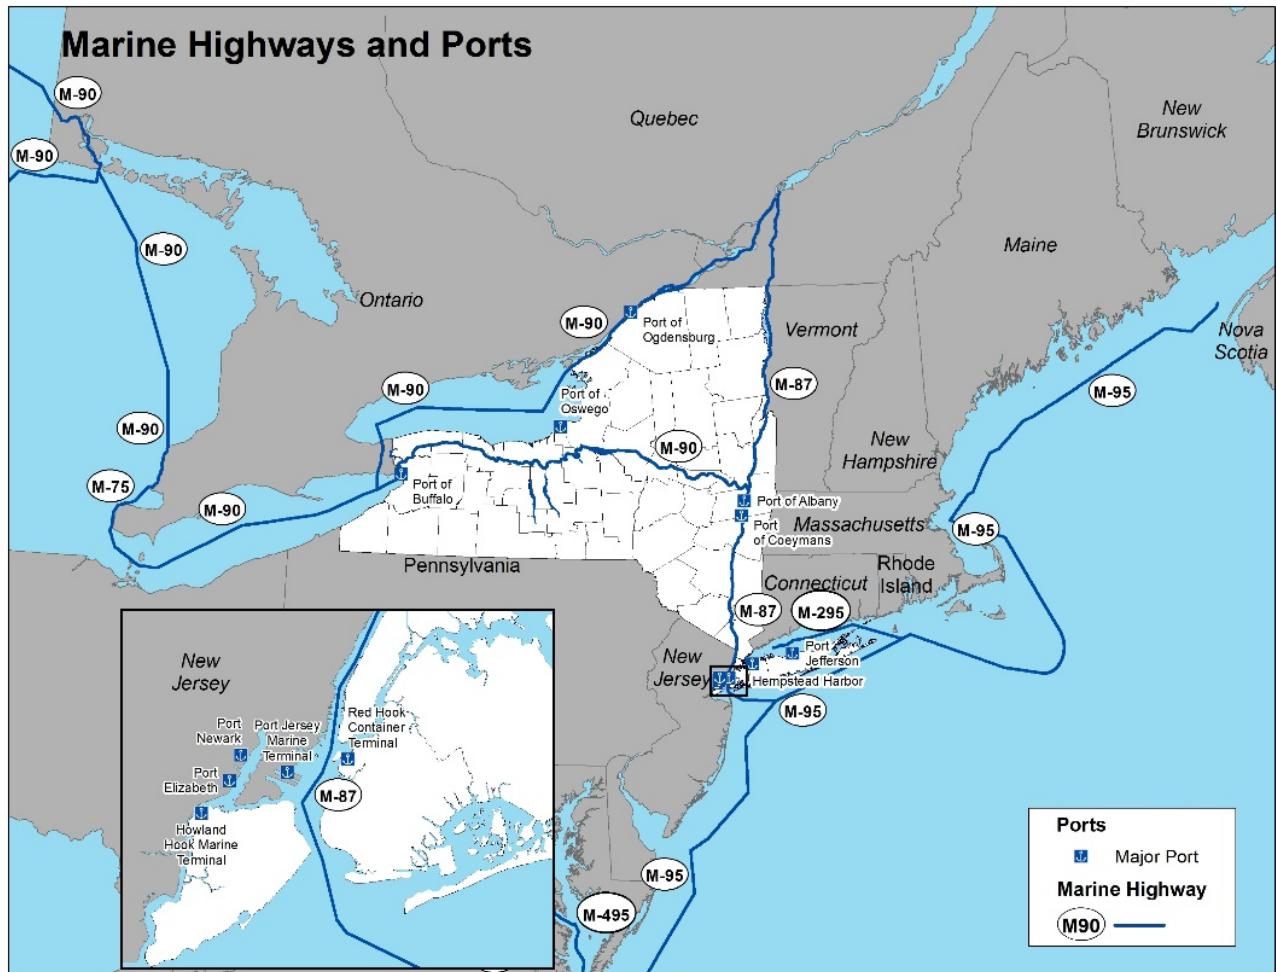 Marine Highways and Ports
M-90
Quebec
New
Brunswick
M-90
M-90
Maine
Ontario
M-90
Port of
Ogdensburg
Vermont
Nova
Scotia
M-90
M-87
M-95
Port of
Oswego
M-90
M-90
New
Hampshire
M-75
Port of
Buffalo
M-90
Port of Albany
Port
of Coeymans
Massachusetts
M-95
Pennsylvania
Connecticut
Rhode
Island
M-87
M-295
Port
Jefferson
New
Jersey
Hempstead Harbor
M-95
New
Jersey
Port
Newark
Port Jersey
Marine
Terminal
Red Hook
Container
Terminal
Port
Elizabeth
M-87
Howland
Hook Marine
Terminal
M-95
M-495
Ports
Major Port
Marine Highway
M90